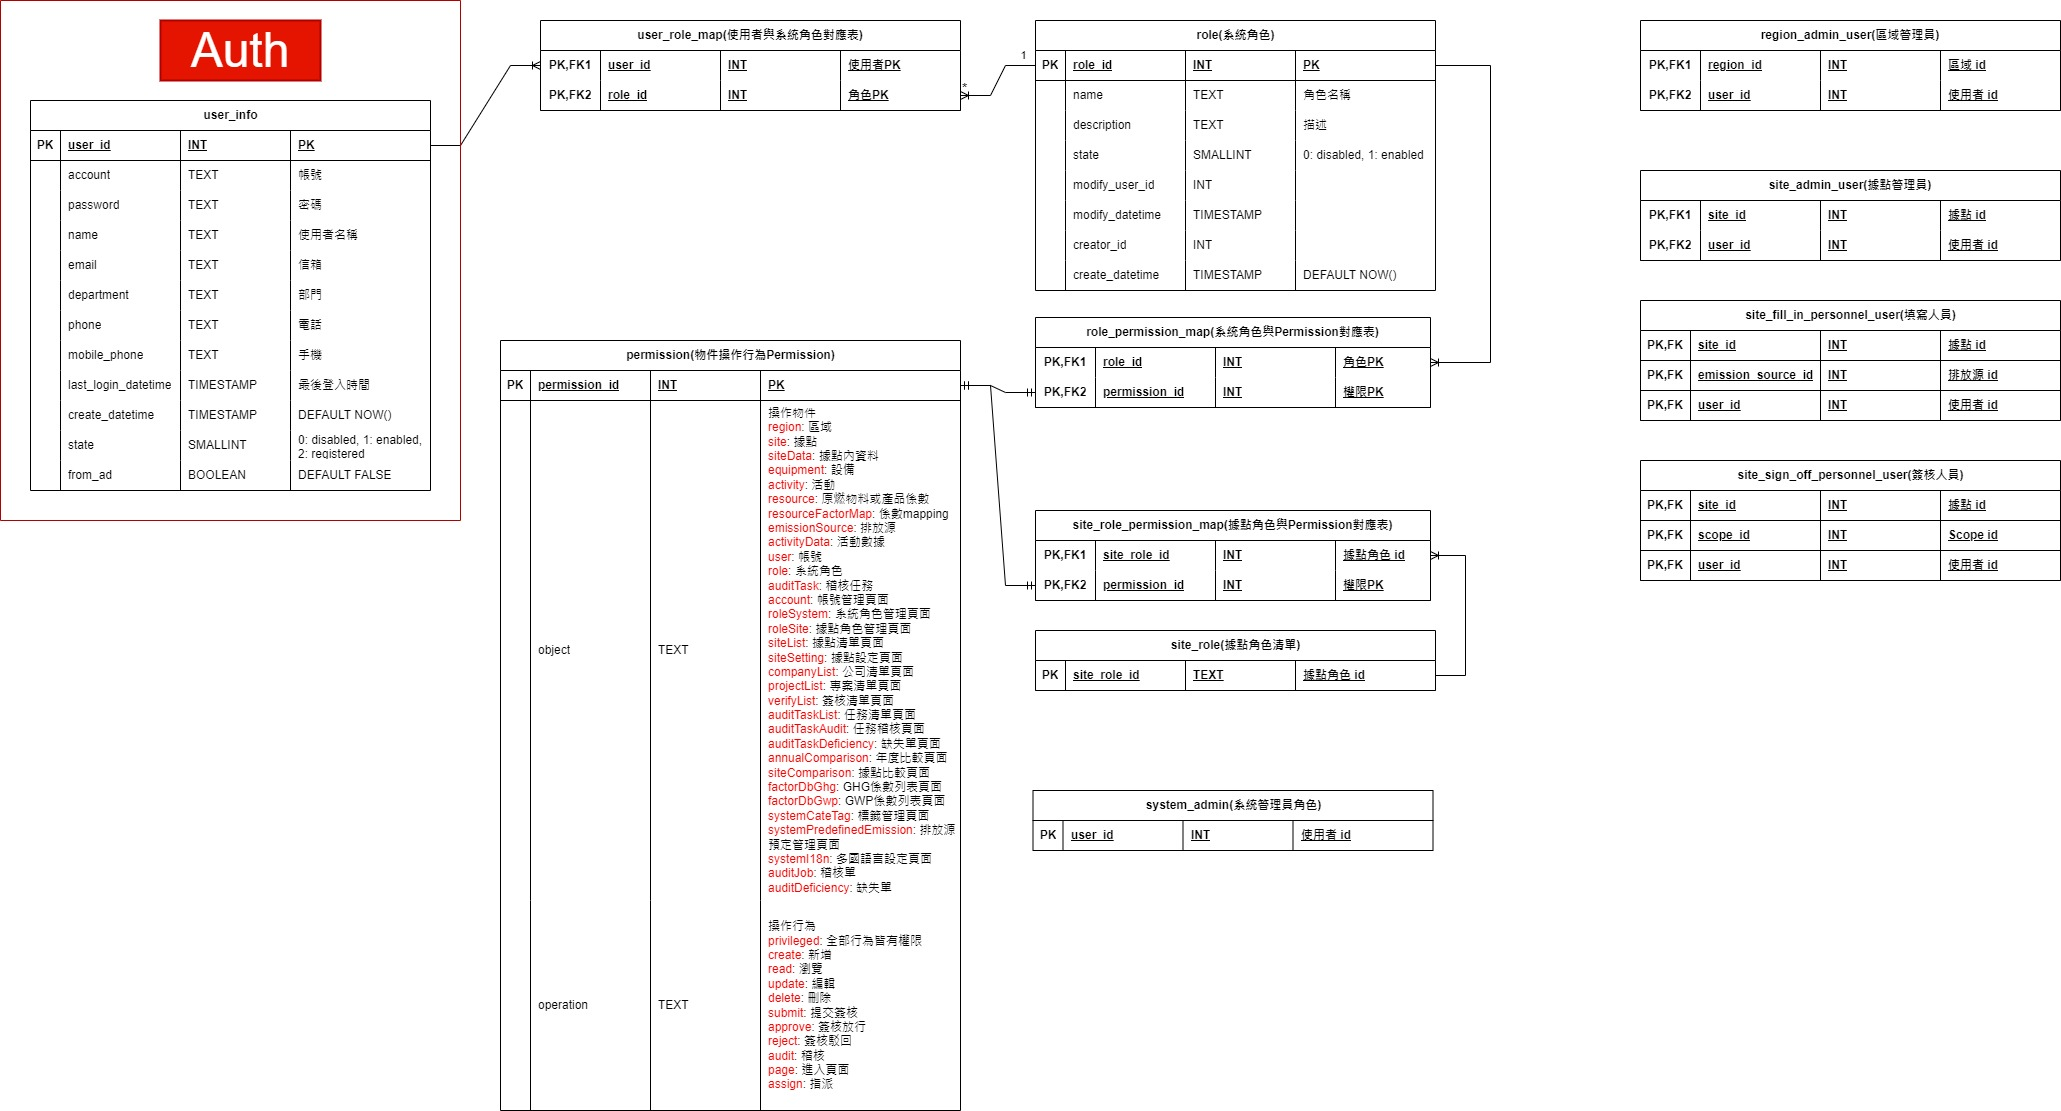 Auth
user_info
PK user_id INT PK
account TEXT 帳號
password TEXT 密碼
name TEXT 使用者名稱
email TEXT 信箱
department TEXT 部門
phone TEXT 電話
mobile_phone TEXT 手機
last_login_datetime TIMESTAMP 最後登入時間
create_datetime TIMESTAMP DEFAULT NOW()
state SMALLINT 0: disabled, 1: enabled,
2: registered
from_ad BOOLEAN DEFAULT FALSE
user_role_map(使用者與系統角色對應表)
PK,FK1 user_id INT 使用者PK
PK,FK2 role_id INT 角色PK
*
1
role(系統角色)
PK role_id INT PK
name TEXT 角色名稱
description TEXT 描述
state SMALLINT 0: disabled, 1: enabled
modify_user_id INT
modify_datetime TIMESTAMP
creator_id INT
create_datetime TIMESTAMP DEFAULT NOW()
role_permission_map(系統角色與Permission對應表)
PK,FK1 role_id INT 角色PK
PK,FK2 permission_id INT 權限PK
permission(物件操作行為Permission)
PK permission_id INT PK
object TEXT
操作物件
region: 區域
site: 據點
siteData: 據點內資料
equipment: 設備
activity: 活動
resource: 原燃物料或產品係數
resourceFactorMap: 係數mapping
emissionSource: 排放源
activityData: 活動數據
user: 帳號
role: 系統角色
auditTask: 稽核任務
account: 帳號管理頁面
roleSystem: 系統角色管理頁面
roleSite: 據點角色管理頁面
siteList: 據點清單頁面
siteSetting: 據點設定頁面
companyList: 公司清單頁面
projectList: 專案清單頁面
verifyList: 簽核清單頁面
auditTaskList: 任務清單頁面
auditTaskAudit: 任務稽核頁面
auditTaskDeficiency: 缺失單頁面
annualComparison: 年度比較頁面
siteComparison: 據點比較頁面
factorDbGhg: GHG係數列表頁面
factorDbGwp: GWP係數列表頁面
systemCateTag: 標籤管理頁面
systemPredefinedEmission: 排放源
預定管理頁面
systemI18n: 多國語言設定頁面
auditJob: 稽核單
auditDeficiency: 缺失單
operation TEXT
操作行為
privileged: 全部行為皆有權限
create: 新增
read: 瀏覽
update: 編輯
delete: 刪除
submit: 提交簽核
approve: 簽核放行
reject: 簽核駁回
audit: 稽核
page: 進入頁面
assign: 指派
site_role_permission_map(據點角色與Permission對應表)
PK,FK1 site_role_id INT 據點角色 id
PK,FK2 permission_id INT 權限PK
site_role(據點角色清單)
PK site_role_id TEXT 據點角色 id
system_admin(系統管理員角色)
PK user_id INT 使用者 id
region_admin_user(區域管理員)
PK,FK1 region_id INT 區域 id
PK,FK2 user_id INT 使用者 id
site_admin_user(據點管理員)
PK,FK1 site_id INT 據點 id
PK,FK2 user_id INT 使用者 id
site_fill_in_personnel_user(填寫人員)
PK,FK site_id INT 據點 id
PK,FK emission_source_id INT 排放源 id
PK,FK user_id INT 使用者 id
site_sign_off_personnel_user(簽核人員)
PK,FK site_id INT 據點 id
PK,FK scope_id INT Scope id
PK,FK user_id INT 使用者 id